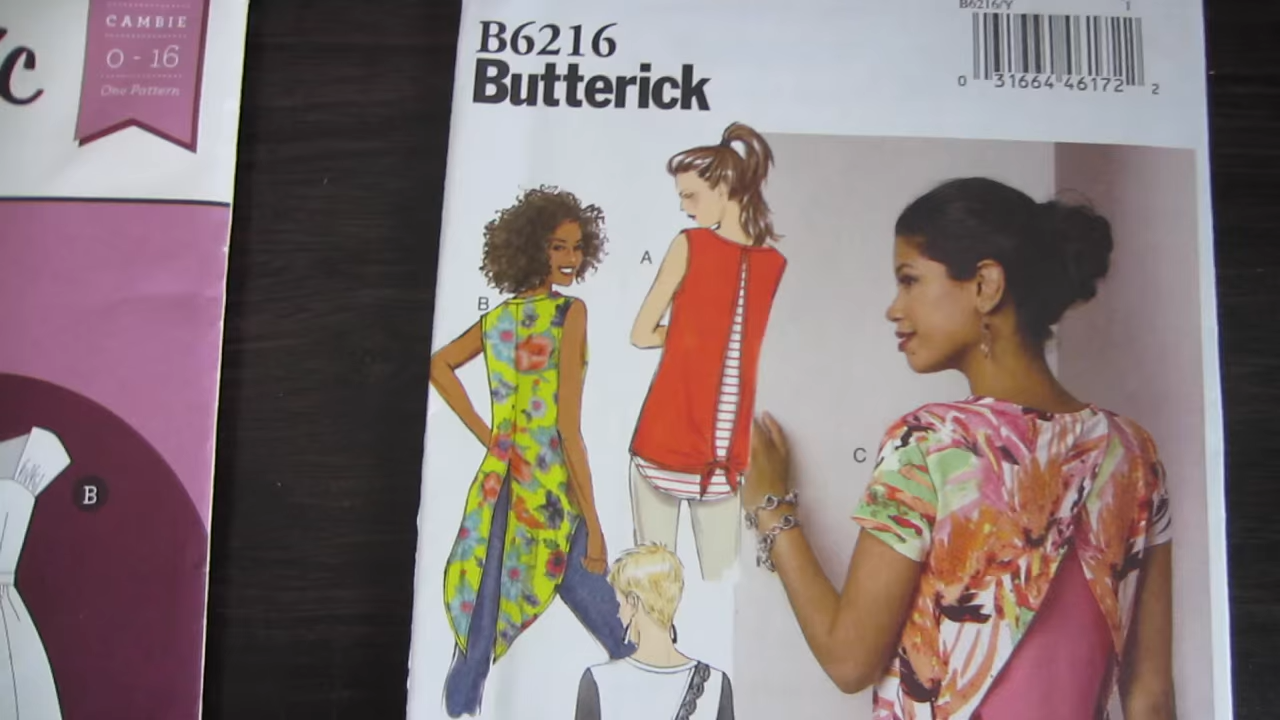 CAMBIE
0 - 16
One Pattern
B
B6216
Butterick
B6216/Y 1
0 31664 46172 2
A
B
C